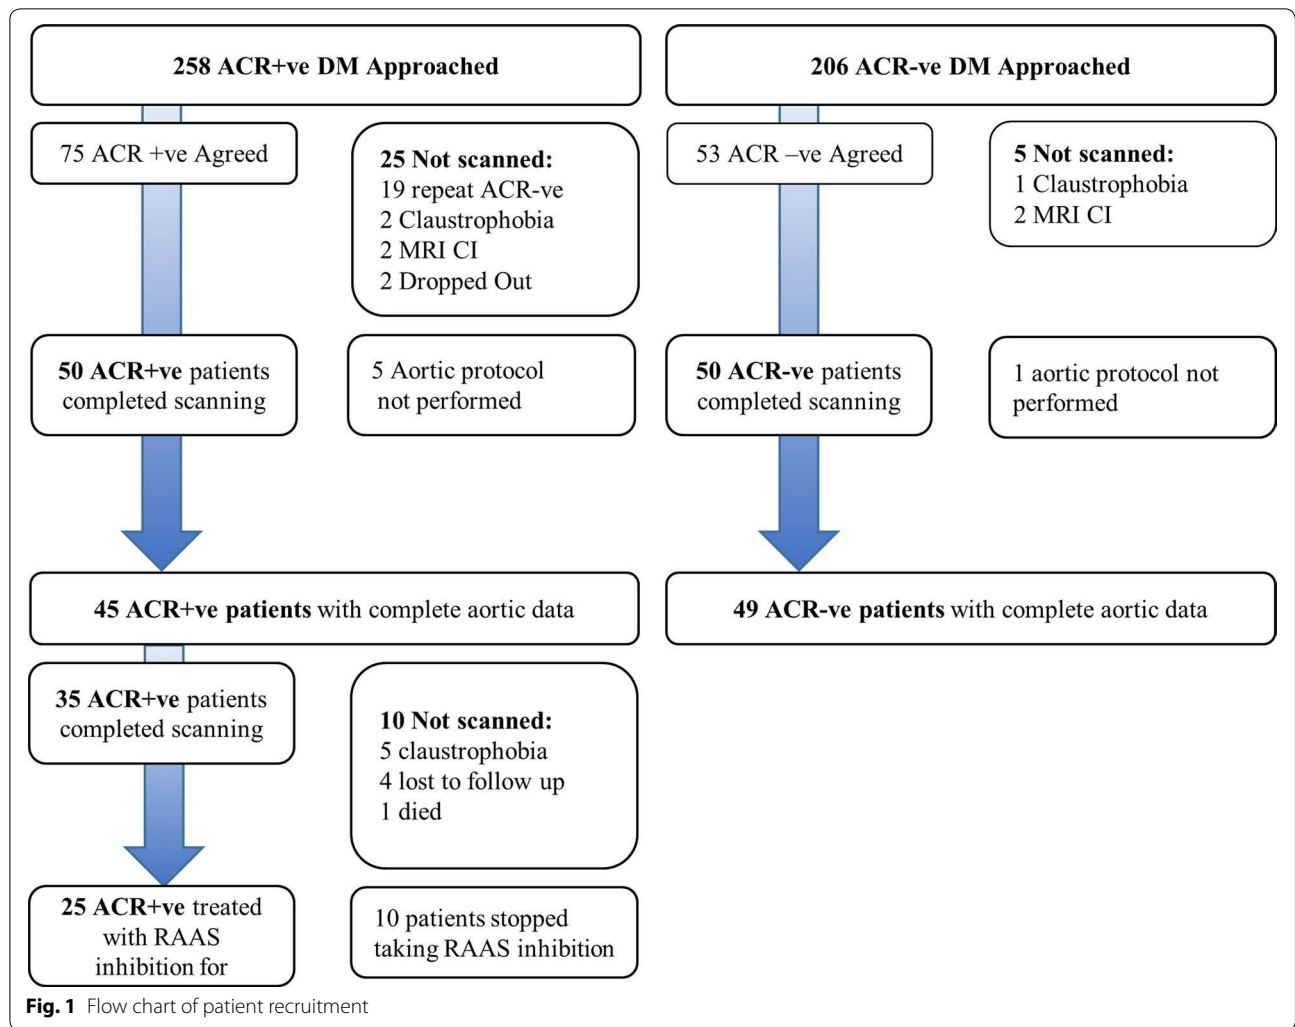 258 ACR+ve DM Approached
75 ACR +ve Agreed
25 Not scanned:
19 repeat ACR-ve
2 Claustrophobia
2 MRI CI
2 Dropped Out
50 ACR+ve patients
completed scanning
5 Aortic protocol
not performed
45 ACR+ve patients with complete aortic data
35 ACR+ve patients
completed scanning
10 Not scanned:
5 claustrophobia
4 lost to follow up
1 died
25 ACR+ve treated
with RAAS
inhibition for
10 patients stopped
taking RAAS inhibition
206 ACR-ve DM Approached
53 ACR –ve Agreed
5 Not scanned:
1 Claustrophobia
2 MRI CI
50 ACR-ve patients
completed scanning
1 aortic protocol not
performed
49 ACR-ve patients with complete aortic data
Fig. 1 Flow chart of patient recruitment